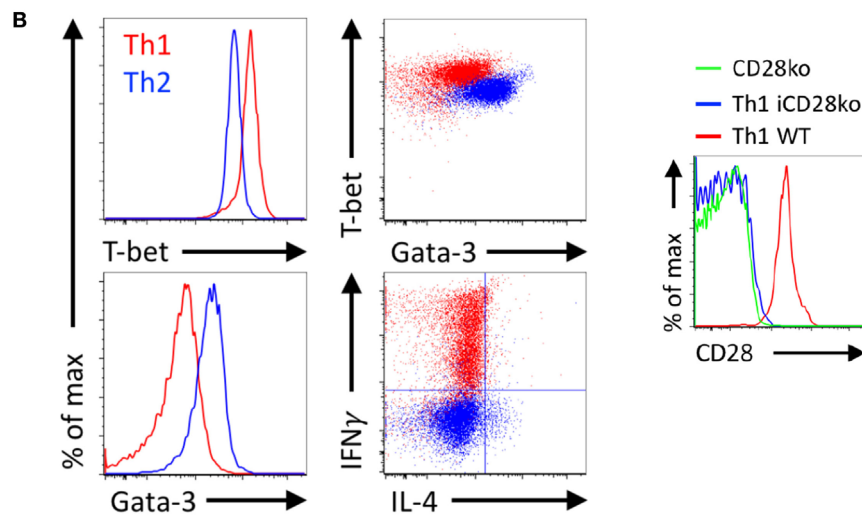 B
Th1
Th2
T-bet
% of max
Gata-3
T-bet
Gata-3
IFNγ
IL-4
CD28ko
Th1 iCD28ko
Th1 WT
% of max
CD28